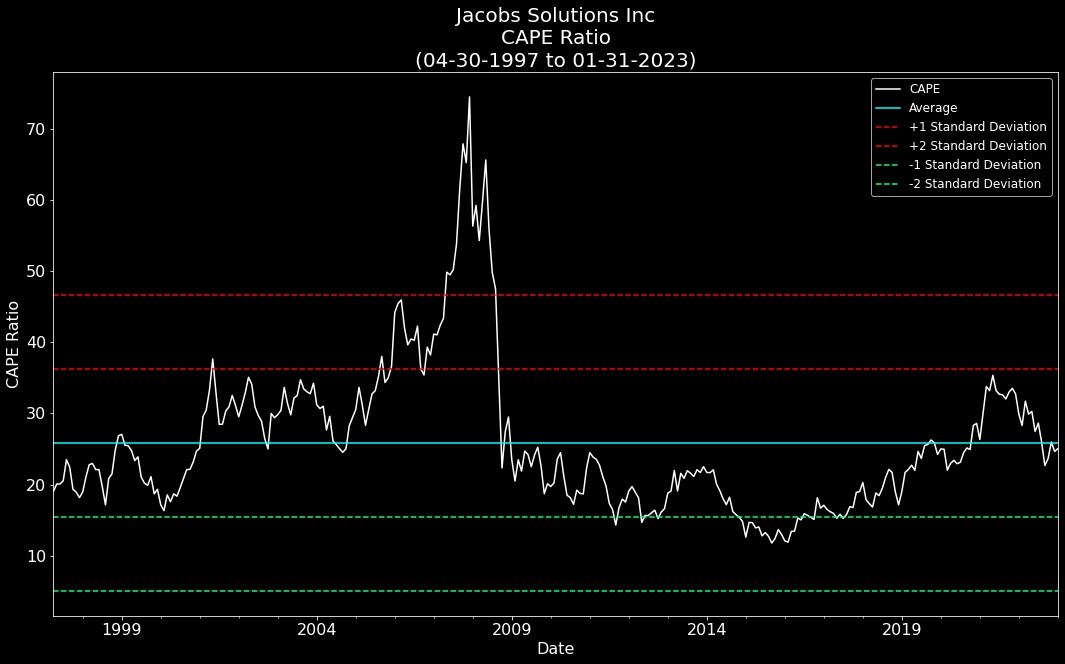 Jacobs Solutions Inc
CAPE Ratio
(04-30-1997 to 01-31-2023)
CAPE
Average
+1 Standard Deviation
+2 Standard Deviation
-1 Standard Deviation
-2 Standard Deviation
70
60
50
40
30
20
10
CAPE Ratio
1999 2004 2009 2014 2019
Date